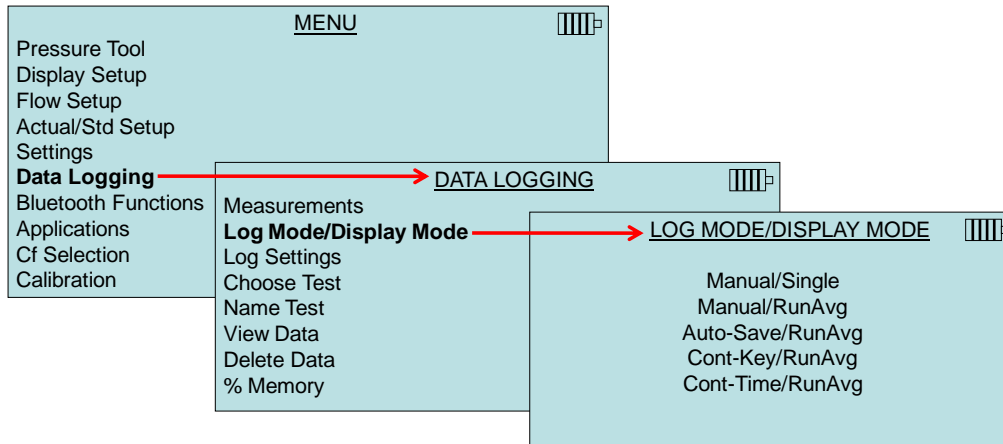 MENU
Pressure Tool
Display Setup
Flow Setup
Actual/Std Setup
Settings
Data Logging
Bluetooth Functions
Applications
Cf Selection
Calibration
DATA LOGGING
Measurements
Log Mode/Display Mode
Log Settings
Choose Test
Name Test
View Data
Delete Data
% Memory
LOG MODE/DISPLAY MODE
Manual/Single
Manual/RunAvg
Auto-Save/RunAvg
Cont-Key/RunAvg
Cont-Time/RunAvg